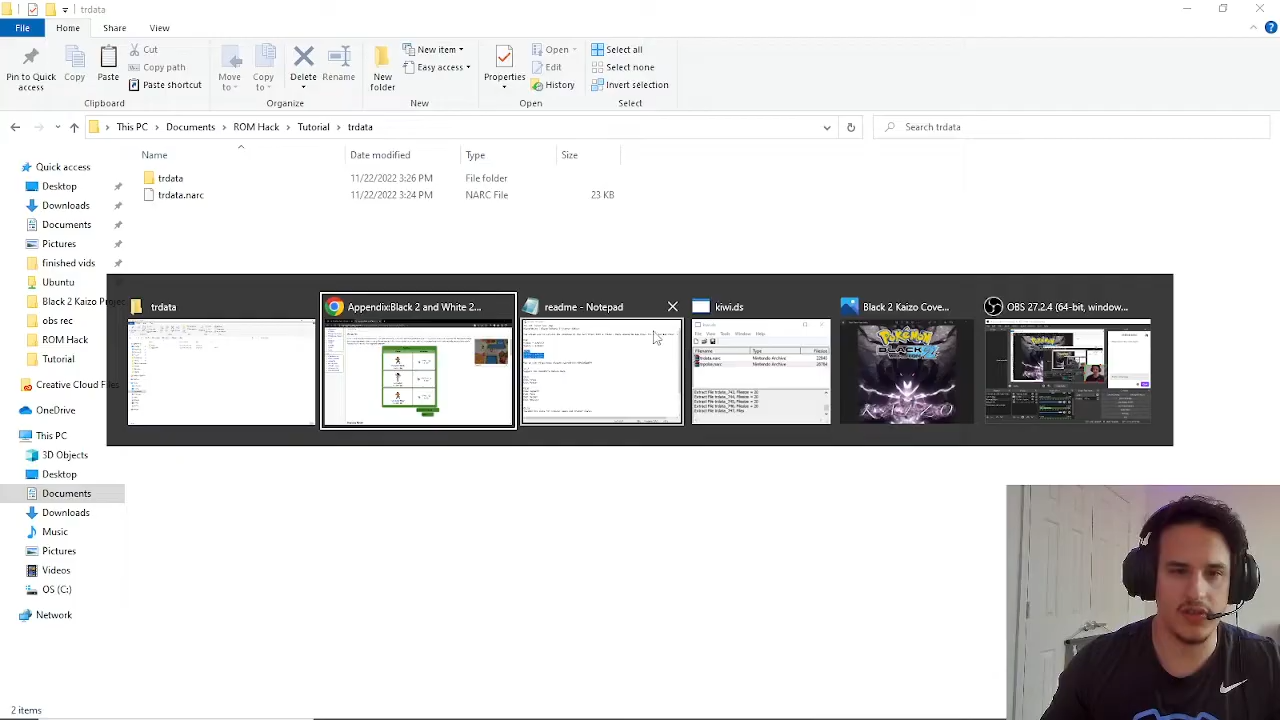 trdata
File Home Share View
Pin to Quick access
Copy
Paste
Cut
Copy path
Paste shortcut
Move to
Copy to
Delete
Rename
New folder
New item
Easy access
Properties
Open
Edit
History
Select all
Select none
Invert selection
Clipboard Organize New Open Select
This PC Documents ROM Hack Tutorial trdata
Search trdata
Name Date modified Type Size
trdata 11/22/2022 3:26 PM File folder
trdata.narc 11/22/2022 3:24 PM NARC File 23 KB
Quick access
Desktop
Downloads
Documents
Pictures
finished vids
Ubuntu
Black 2 Kaizo Projec
obs rec
ROM Hack
Tutorial
Creative Cloud Files
OneDrive
This PC
3D Objects
Desktop
Documents
Downloads
Music
Pictures
Videos
OS (C:)
Network
trdata
Appendix:Black 2 and White 2...
readme - Notepad
kiwi.ds
Black 2 Kaizo Cove...
OBS 27.2.4 (64-bit, window...
2 items